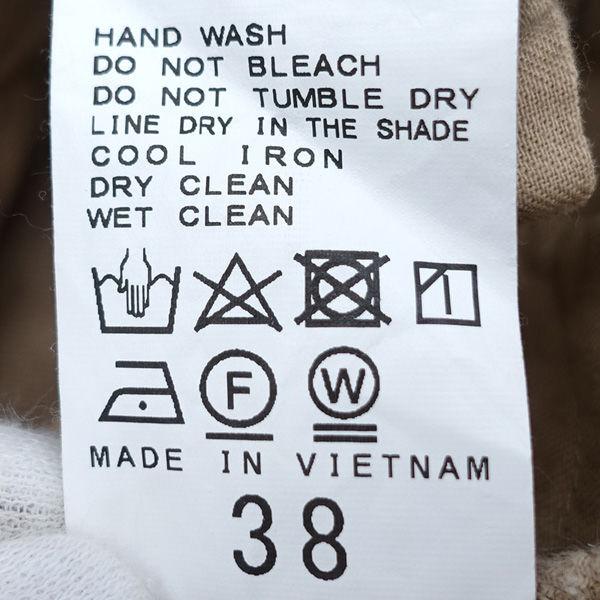 HAND WASH
DO NOT BLEACH
DO NOT TUMBLE DRY
LINE DRY IN THE SHADE
COOL IRON
DRY CLEAN
WET CLEAN
F W
MADE IN VIETNAM
38